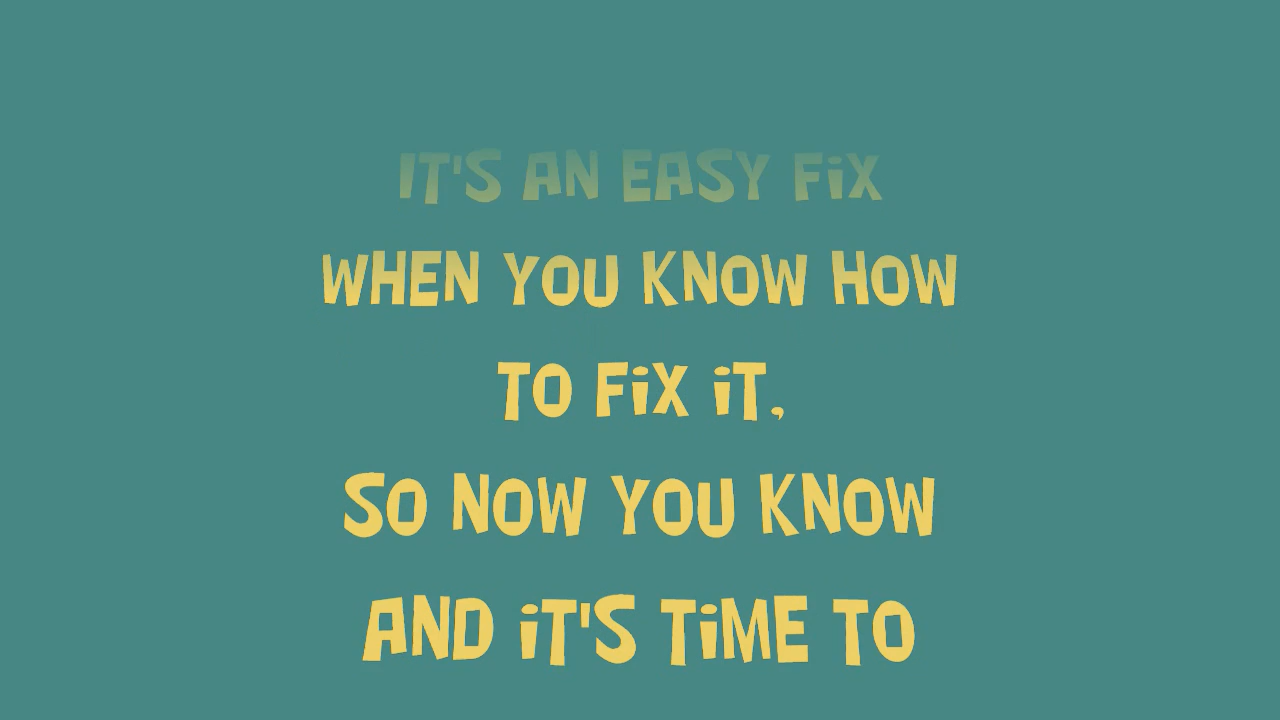 IT'S AN EASY FiX
WHEN YOU KNOW HOW
TO FiX iT,
SO NOW YOU KNOW
AND iT'S TiME TO